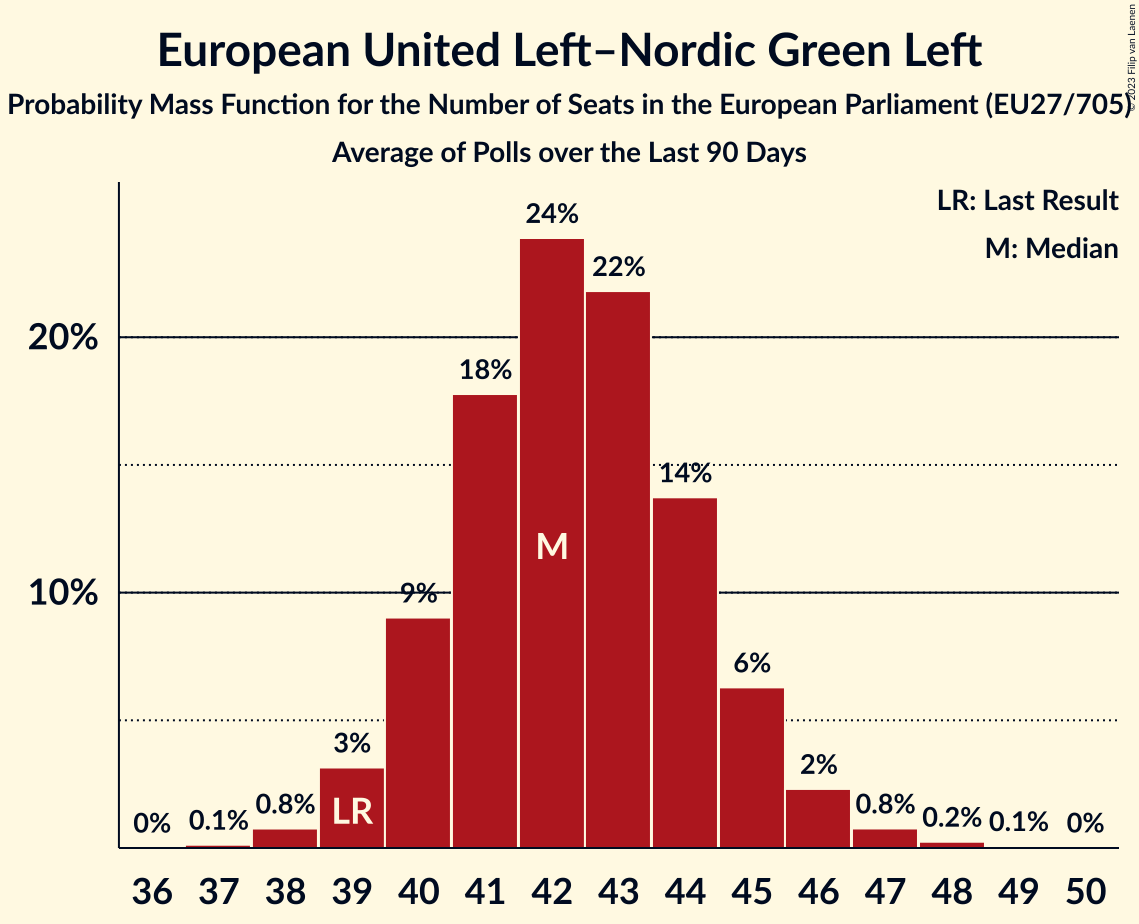 European United Left–Nordic Green Left
Probability Mass Function for the Number of Seats in the European Parliament (EU27/705)
Average of Polls over the Last 90 Days
© 2023 Filip van Laenen
LR: Last Result
M: Median
20%
10%
0%
0.1%
0.8%
3%
9%
18%
24%
22%
14%
6%
2%
0.8%
0.2%
0.1%
0%
LR
M
36 37 38 39 40 41 42 43 44 45 46 47 48 49 50